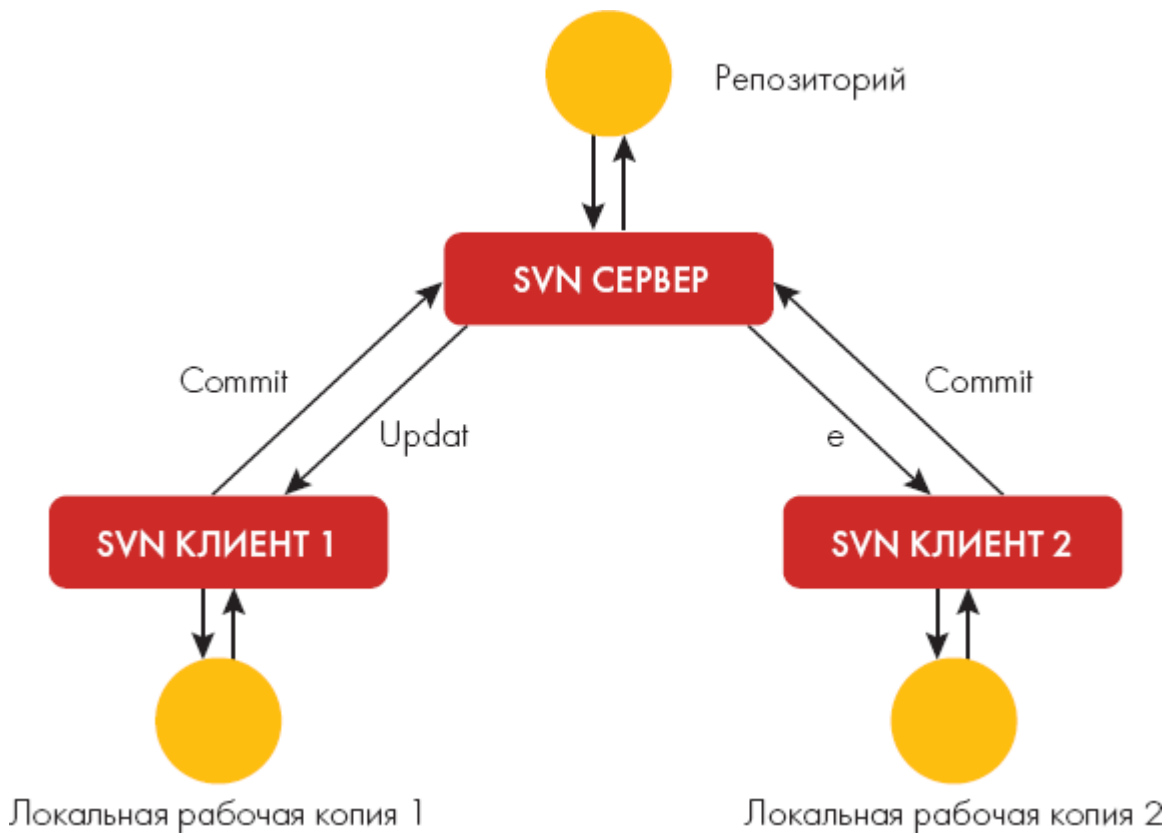 Репозиторий
SVN СЕРВЕР
Commit
Commit
Updat
e
SVN КЛИЕНТ 1
SVN КЛИЕНТ 2
Локальная рабочая копия 1
Локальная рабочая копия 2